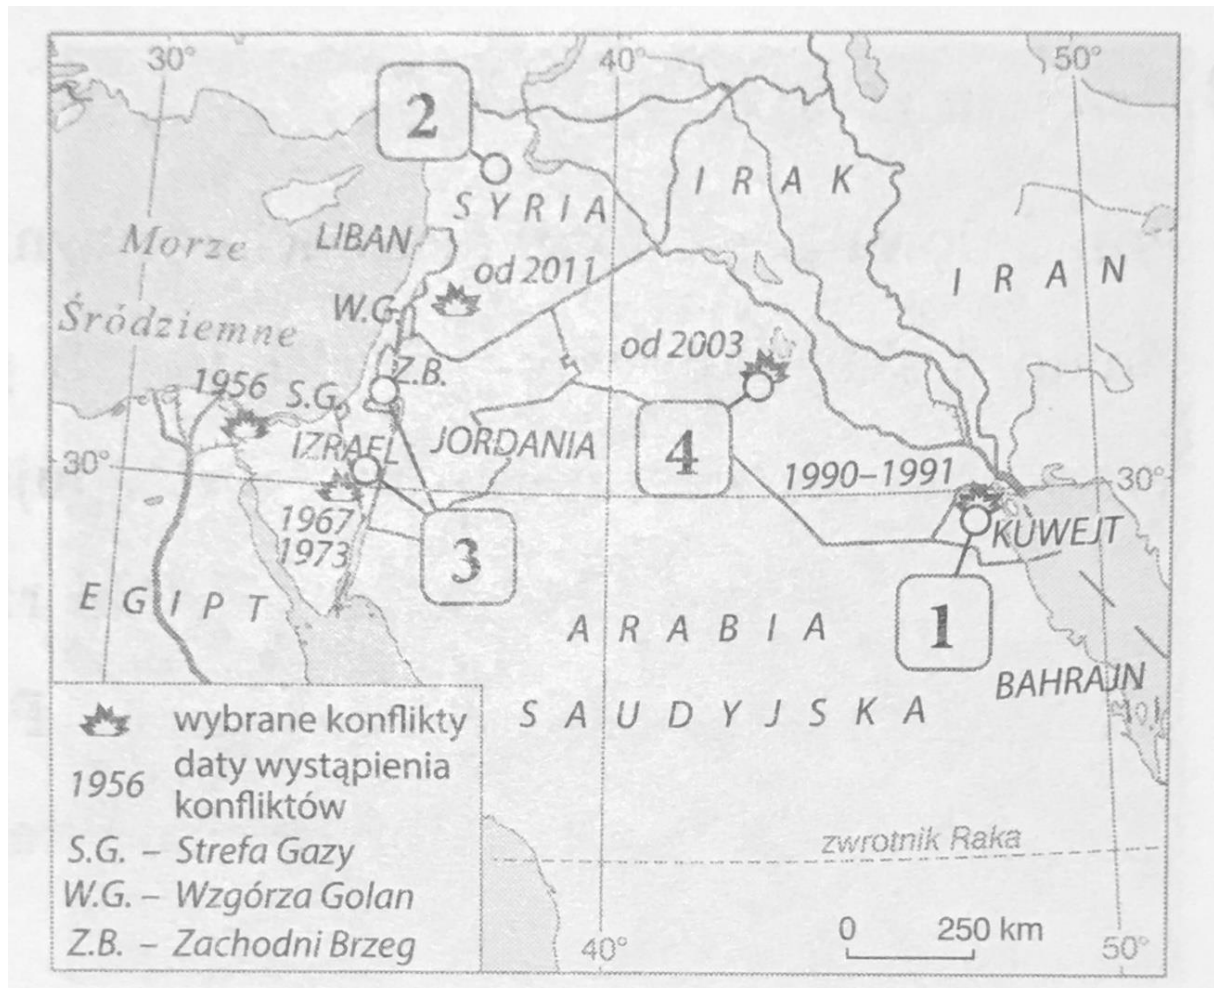 30°
40°
50°
2
IRAK
SYRIA
LIBAN
Morze
od 2011
IRAN
W.G.
Śródziemne
od 2003
Z.B.
1956
S.G.
IZRAEL
JORDANIA
4
30°
1990–1991
30°
1967
1973
KUWEJT
3
EGIPT
1
ARABIA
BAHRAJN
SAUDYJSKA
wybrane konflikty
1956 daty wystąpienia
konfliktów
S.G. – Strefa Gazy
W.G. – Wzgórza Golan
Z.B. – Zachodni Brzeg
zwrotnik Raka
0 250 km
40°
50°